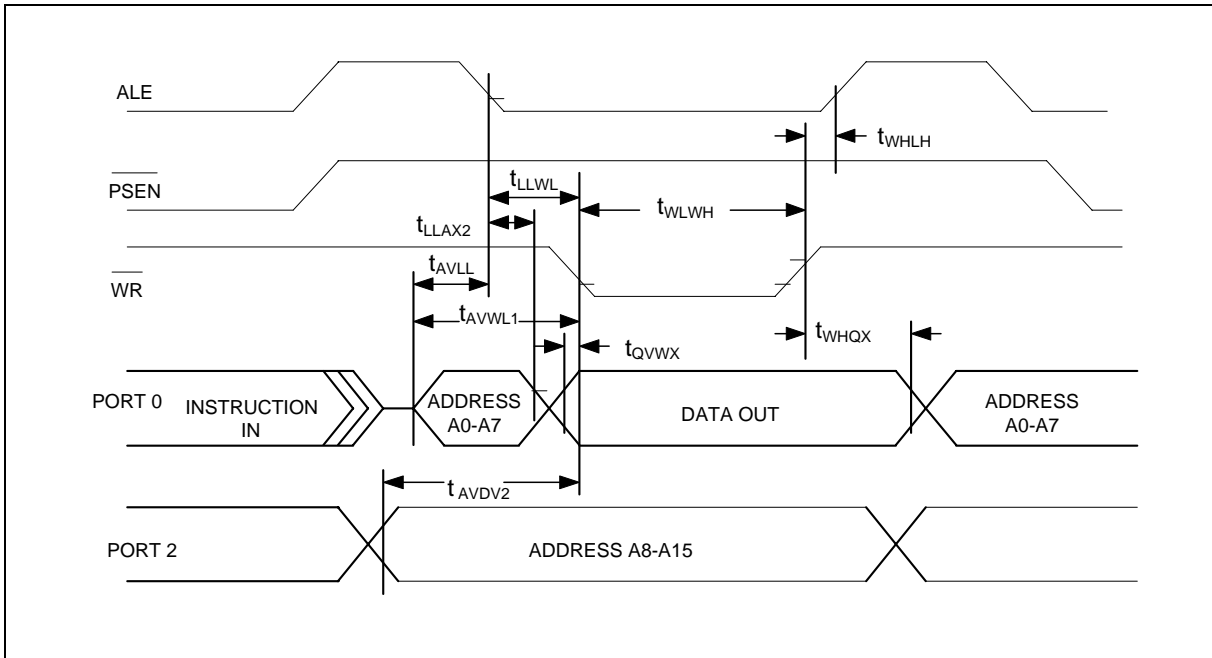 ALE
tWHLH
PSEN
tLLWL
tWLWH
tLLAX2
tAVLL
WR
tAVWL1
tWHQX
tQVWX
PORT 0
INSTRUCTION
IN
ADDRESS
A0-A7
DATA OUT
ADDRESS
A0-A7
tAVDV2
PORT 2
ADDRESS A8-A15